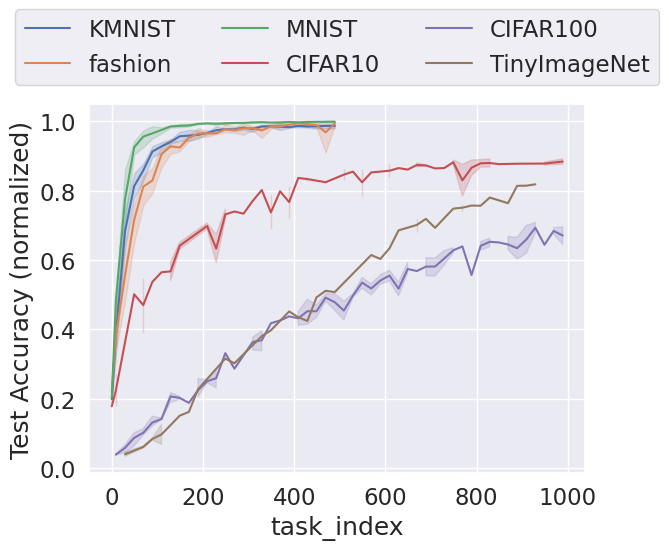 KMNIST MNIST CIFAR100
fashion CIFAR10 TinyImageNet
Test Accuracy (normalized)
1.0
0.8
0.6
0.4
0.2
0.0
0 200 400 600 800 1000
task_index